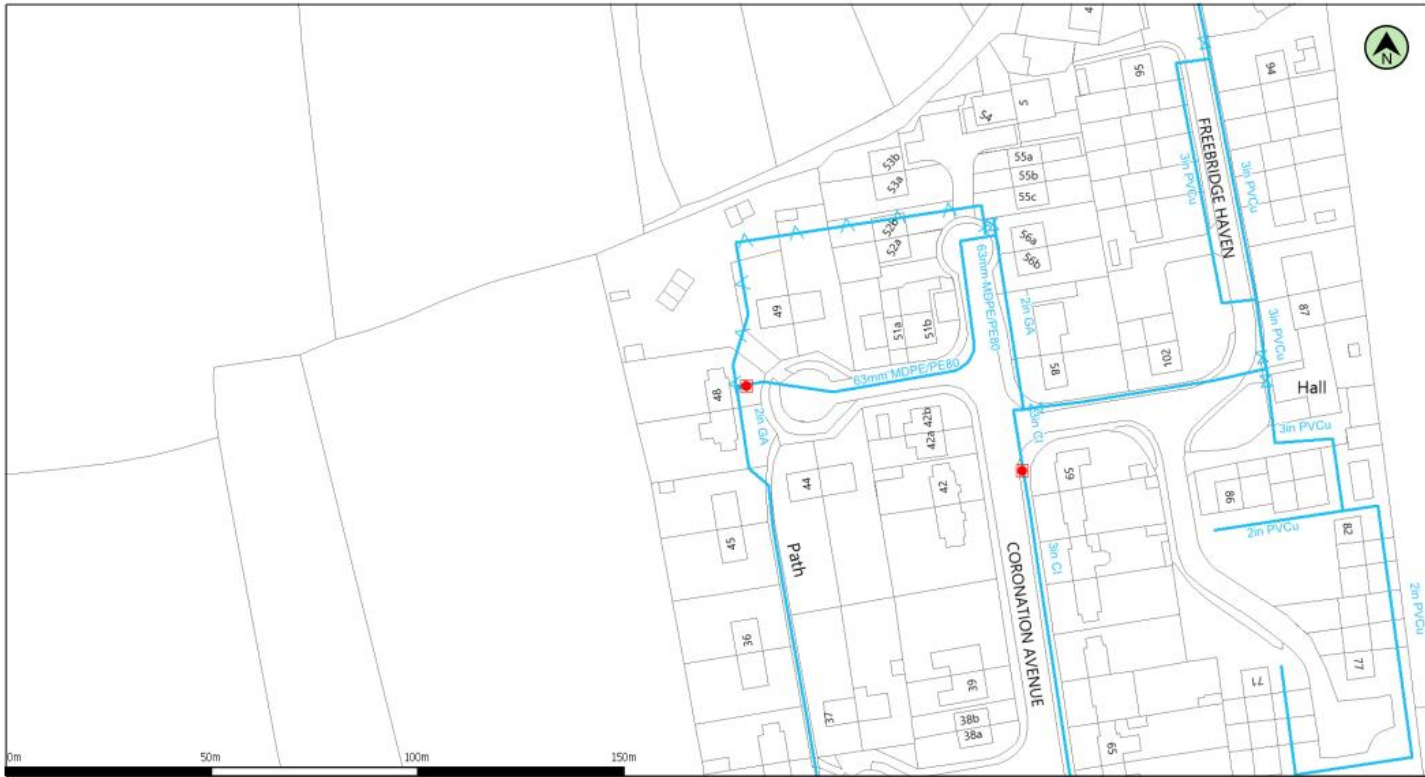 N
4
56
94
S
54
FREEBRIDGE HAVEN
3in PVCu
3in PVCu
53b
53a
55a
55b
55c
52b
52a
56a
56b
63mm MDPE/PE80
2in GA
49
51a
51b
87
3in PVCu
58
102
63mm MDPE/PE80
48
2in GA
Hall
3in CI
3in PVCu
42b
42a
42
44
59
86
82
2in PVCu
45
Path
CORONATION AVENUE
3in CI
2in PVCu
36
39
71
77
37
38b
38a
65
0m
50m
100m
150m